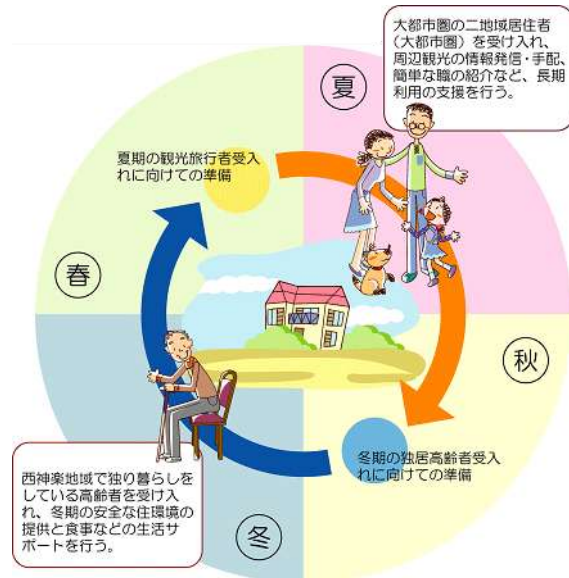 大都市圏の二地域居住者
（大都市圏）を受け入れ、
周辺観光の情報発信・手配、
簡単な職の紹介など、長期
利用の支援を行う。
夏
夏期の観光旅行者受入
れに向けての準備
春
秋
冬期の独居高齢者受入
れに向けての準備
西神楽地域で独り暮らしを
している高齢者を受け入
れ、冬期の安全な住環境の
提供と食事などの生活サ
ポートを行う。
冬